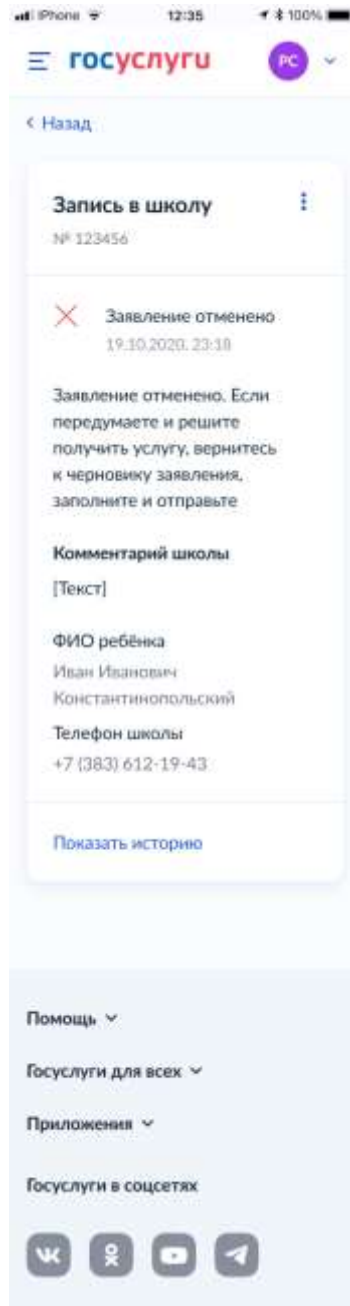 iPhone 12:35 100%
госуслуги РС
Назад
Запись в школу
№ 123456
Заявление отменено
19.10.2020, 23:18
Заявление отменено. Если
передумаете и решите
получить услугу, вернитесь
к черновику заявления,
заполните и отправьте
Комментарий школы
[Текст]
ФИО ребёнка
Иван Иванович
Константинопольский
Телефон школы
+7 (383) 612-19-43
Показать историю
Помощь
Госуслуги для всех
Приложения
Госуслуги в соцсетях